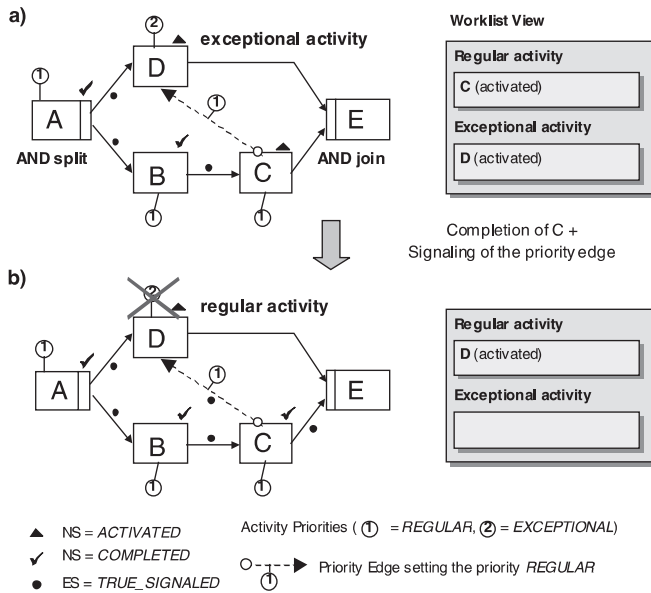 a)
2
D
exceptional activity
1
1
A
E
AND split
AND join
B
C
1
1
Worklist View
Regular activity
C (activated)
Exceptional activity
D (activated)
Completion of C +
Signaling of the priority edge
b)
2
D
regular activity
1
1
A
E
B
C
1
1
Regular activity
D (activated)
Exceptional activity
NS = ACTIVATED
NS = COMPLETED
ES = TRUE_SIGNALED
Activity Priorities ( 1 = REGULAR, 2 = EXCEPTIONAL)
1
Priority Edge setting the priority REGULAR